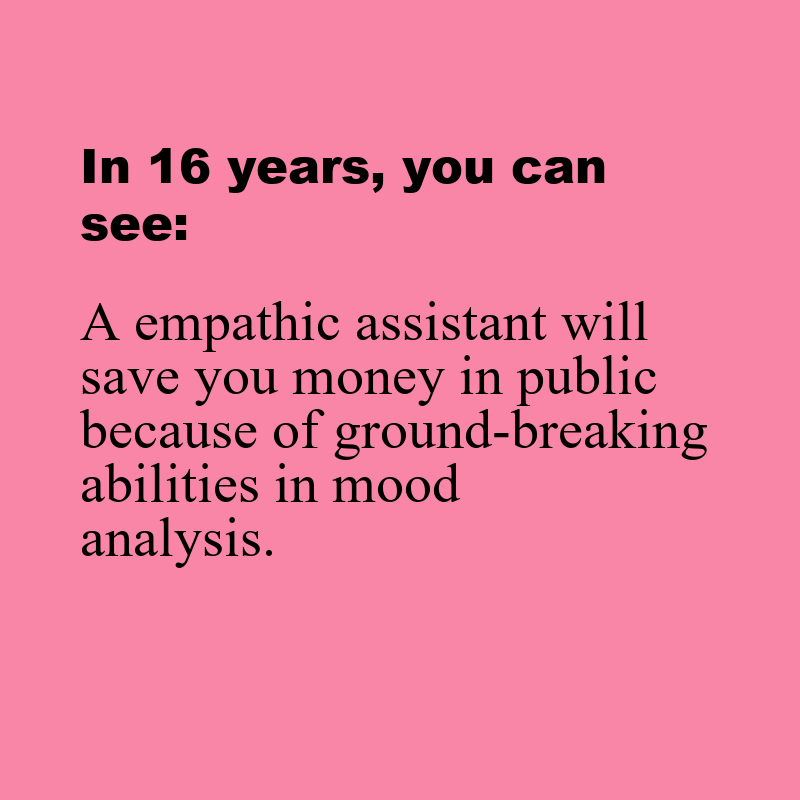 In 16 years, you can
see:
A empathic assistant will
save you money in public
because of ground-breaking
abilities in mood
analysis.